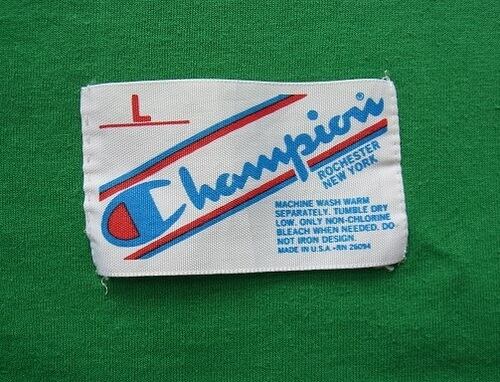 L
Champion®
ROCHESTER
NEW YORK
MACHINE WASH WARM
SEPARATELY. TUMBLE DRY
LOW. ONLY NON-CHLORINE
BLEACH WHEN NEEDED. DO
NOT IRON DESIGN.
MADE IN U.S.A.-RN 26094